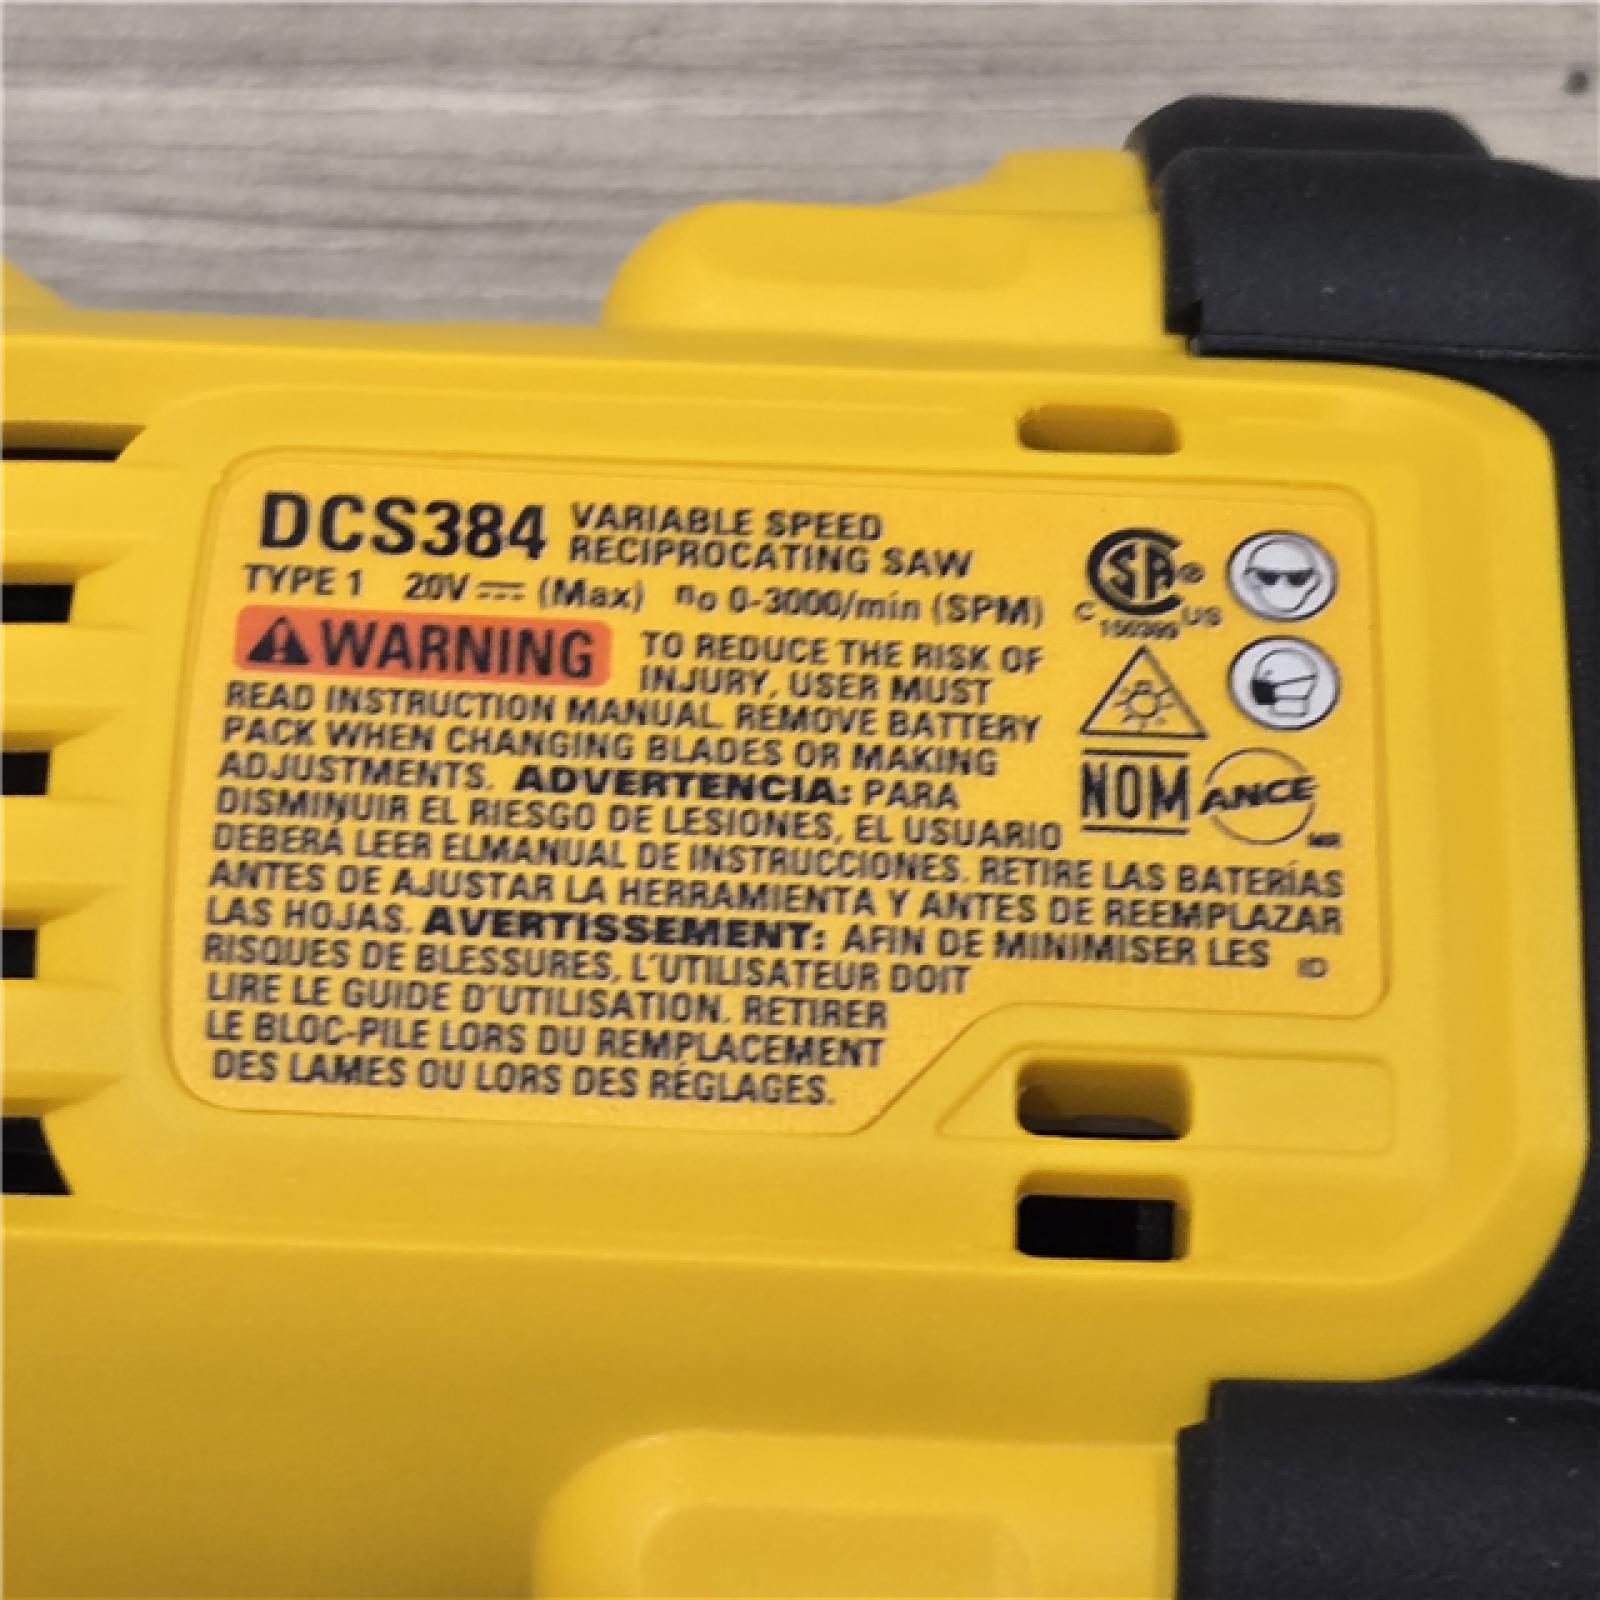 DCS384 VARIABLE SPEED
RECIPROCATING SAW
TYPE 1 20V ⎓ (Max) no 0-3000/min (SPM)
WARNING TO REDUCE THE RISK OF
INJURY, USER MUST
READ INSTRUCTION MANUAL. REMOVE BATTERY
PACK WHEN CHANGING BLADES OR MAKING
ADJUSTMENTS. ADVERTENCIA: PARA
DISMINUIR EL RIESGO DE LESIONES, EL USUARIO
DEBERÁ LEER ELMANUAL DE INSTRUCCIONES. RETIRE LAS BATERÍAS
ANTES DE AJUSTAR LA HERRAMIENTA Y ANTES DE REEMPLAZAR
LAS HOJAS. AVERTISSEMENT: AFIN DE MINIMISER LES
RISQUES DE BLESSURES, L'UTILISATEUR DOIT
LIRE LE GUIDE D'UTILISATION. RETIRER
LE BLOC-PILE LORS DU REMPLACEMENT
DES LAMES OU LORS DES RÉGLAGES.
CSA®
C US
NOM ANCE
MR